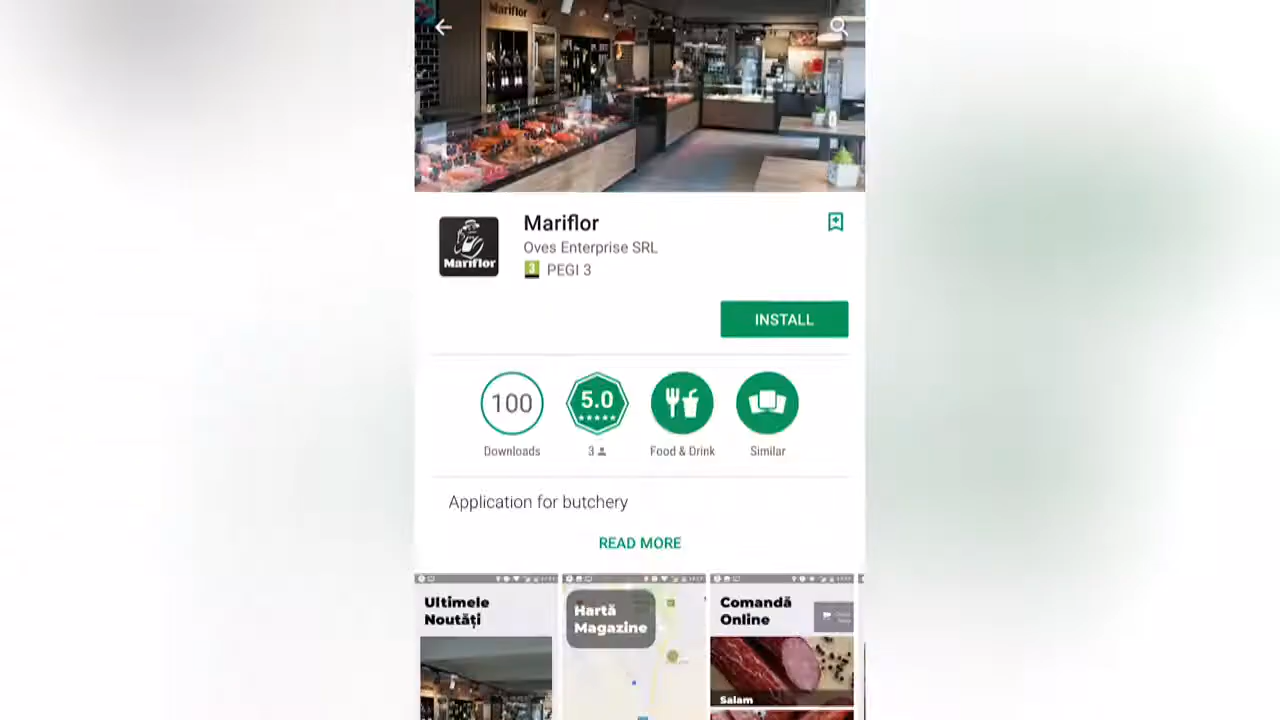 Mariflor
Mariflor
Mariflor
Oves Enterprise SRL
3 PEGI 3
INSTALL
100
5.0
Downloads
3
Food & Drink
Similar
Application for butchery
READ MORE
Ultimele
Noutăți
Hartă
Magazine
Comandă
Online
Salam